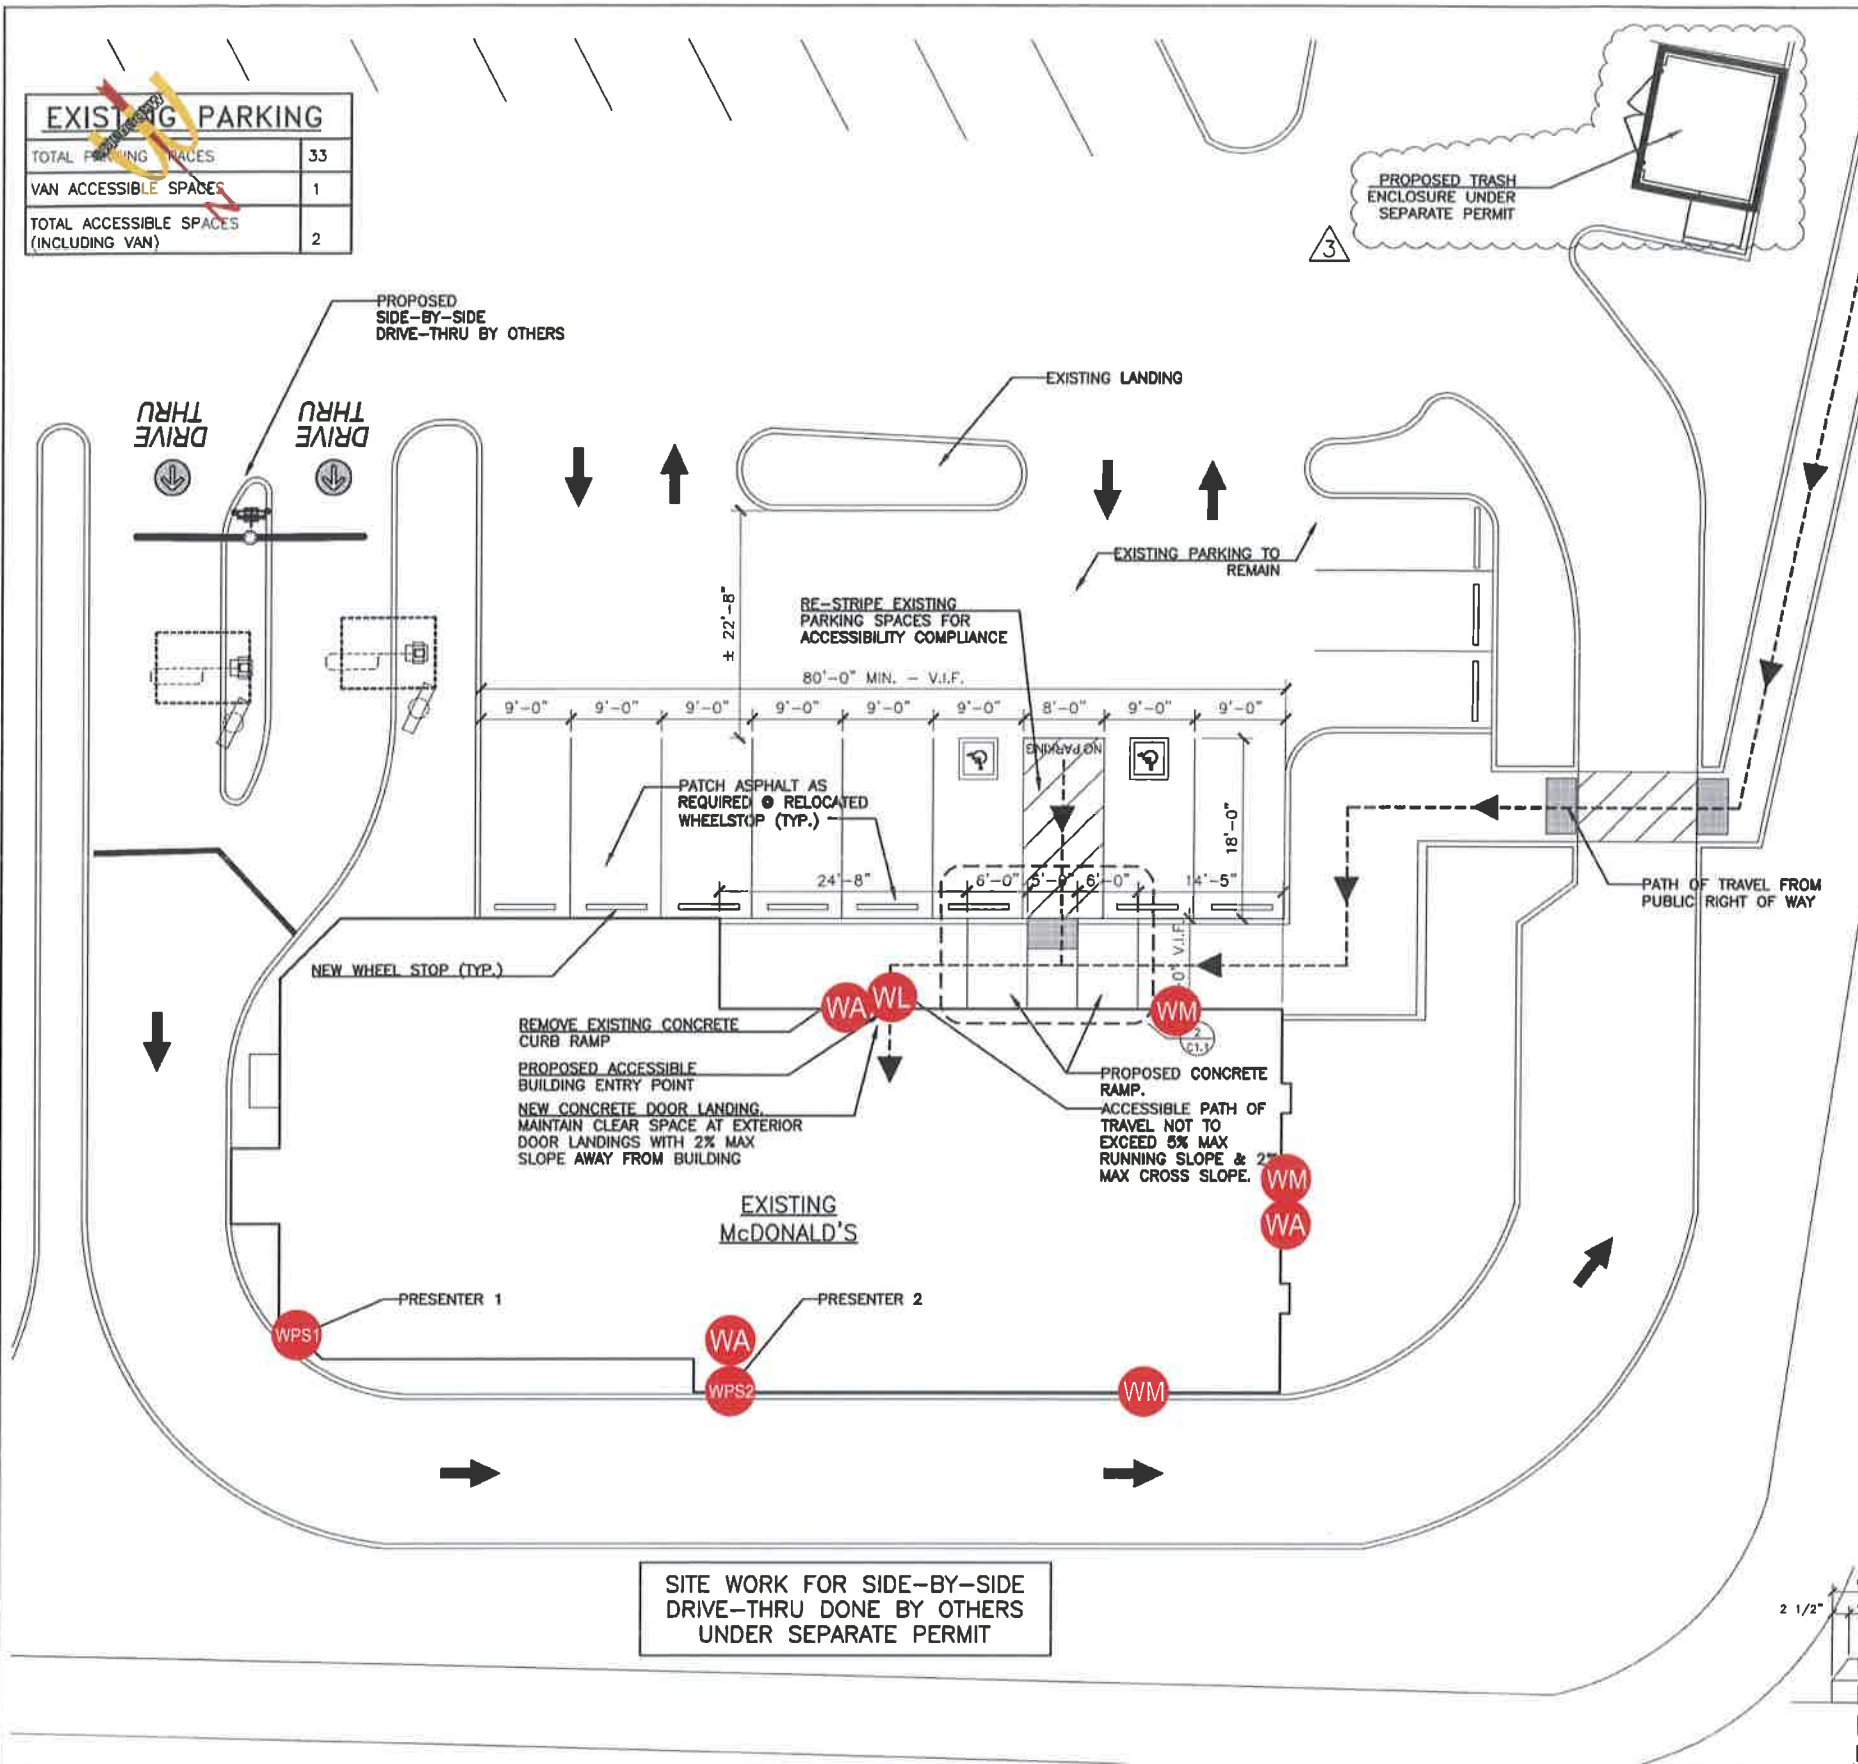 EXISTING PARKING
TOTAL PARKING SPACES 33
VAN ACCESSIBLE SPACES 1
TOTAL ACCESSIBLE SPACES
(INCLUDING VAN) 2
N
PROPOSED TRASH
ENCLOSURE UNDER
SEPARATE PERMIT
3
PROPOSED
SIDE-BY-SIDE
DRIVE-THRU BY OTHERS
EXISTING LANDING
DRIVE
THRU
DRIVE
THRU
EXISTING PARKING TO
REMAIN
± 22'-8"
RE-STRIPE EXISTING
PARKING SPACES FOR
ACCESSIBILITY COMPLIANCE
80'-0" MIN. - V.I.F.
9'-0" 9'-0" 9'-0" 9'-0" 9'-0" 9'-0" 8'-0" 9'-0" 9'-0"
NO PARKING
PATCH ASPHALT AS
REQUIRED @ RELOCATED
WHEELSTOP (TYP.)
18'-0"
24'-8" 6'-0" 5'-0" 6'-0" 14'-5"
PATH OF TRAVEL FROM
PUBLIC RIGHT OF WAY
NEW WHEEL STOP (TYP.)
0" V.I.F.
WA WL WM
2
C1.1
REMOVE EXISTING CONCRETE
CURB RAMP
PROPOSED ACCESSIBLE
BUILDING ENTRY POINT
NEW CONCRETE DOOR LANDING.
MAINTAIN CLEAR SPACE AT EXTERIOR
DOOR LANDINGS WITH 2% MAX
SLOPE AWAY FROM BUILDING
PROPOSED CONCRETE
RAMP.
ACCESSIBLE PATH OF
TRAVEL NOT TO
EXCEED 5% MAX
RUNNING SLOPE & 2%
MAX CROSS SLOPE.
WM
WA
EXISTING
McDONALD'S
PRESENTER 1
PRESENTER 2
WPS1
WA
WPS2
WM
SITE WORK FOR SIDE-BY-SIDE
DRIVE-THRU DONE BY OTHERS
UNDER SEPARATE PERMIT
2 1/2"